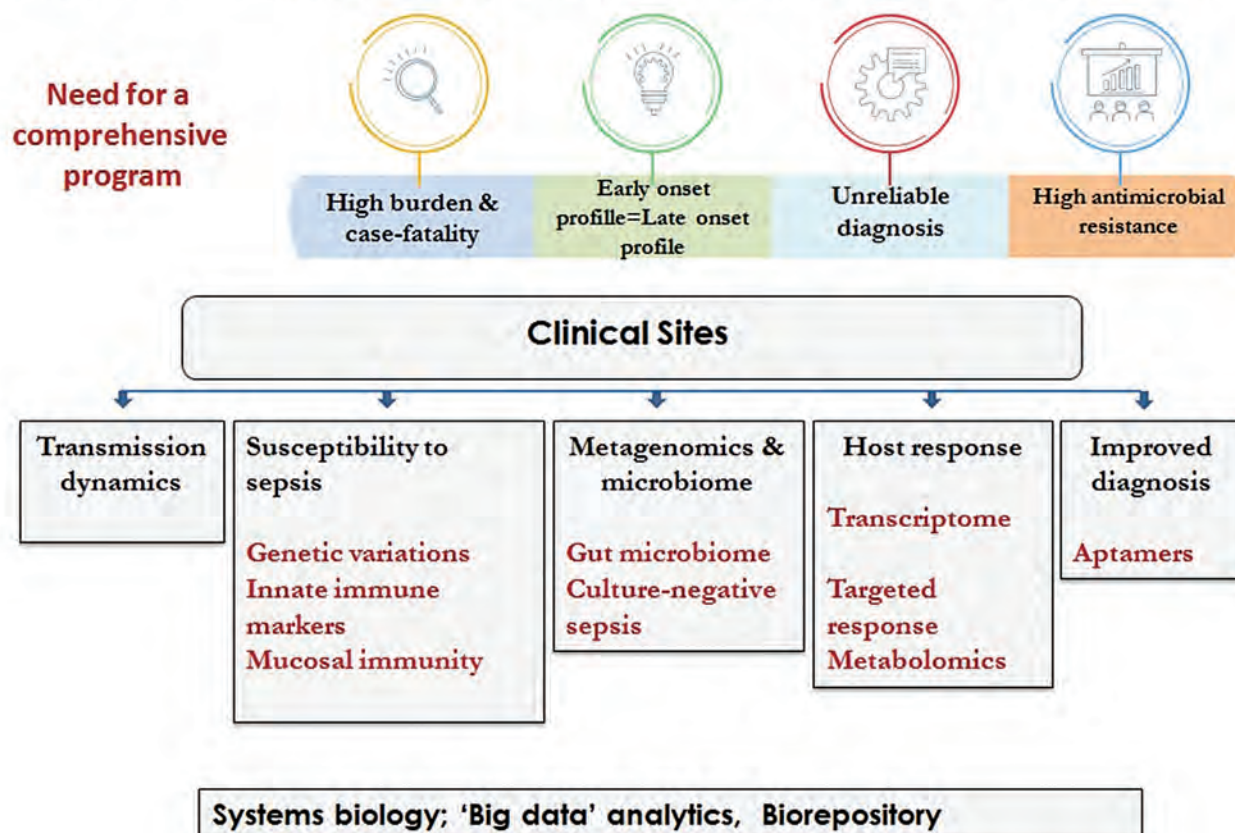 Need for a
comprehensive
program
High burden &
case-fatality
Early onset
profille=Late onset
profile
Unreliable
diagnosis
High antimicrobial
resistance
Clinical Sites
Transmission
dynamics
Susceptibility to
sepsis
Genetic variations
Innate immune
markers
Mucosal immunity
Metagenomics &
microbiome
Gut microbiome
Culture-negative
sepsis
Host response
Transcriptome
Targeted
response
Metabolomics
Improved
diagnosis
Aptamers
Systems biology; ‘Big data’ analytics, Biorepository